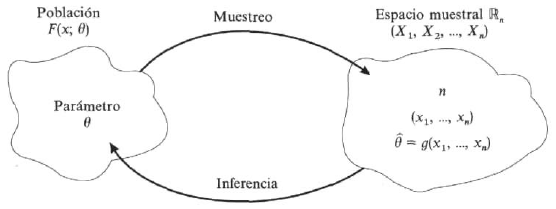 Población
F(x; θ)
Muestreo
Espacio muestral ℝₙ
(X₁, X₂, ..., Xₙ)
Parámetro
θ
n
(x₁, ..., xₙ)
θ̂ = g(x₁, ..., xₙ)
Inferencia